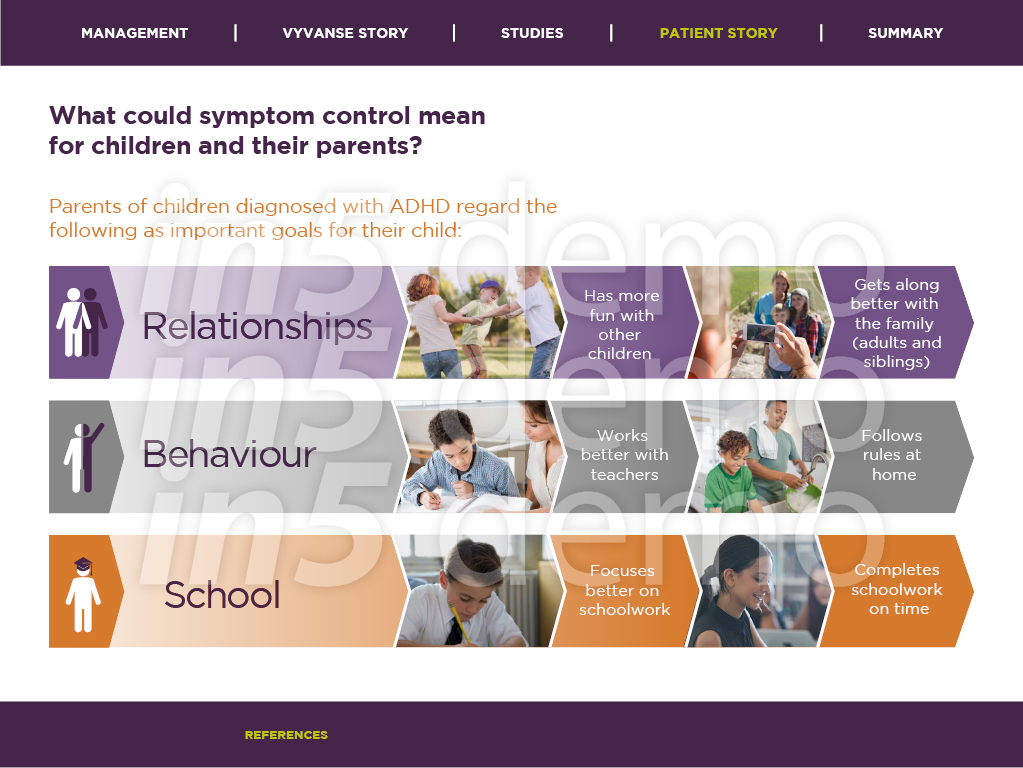 MANAGEMENT | VYVANSE STORY | STUDIES | PATIENT STORY | SUMMARY
What could symptom control mean
for children and their parents?
Parents of children diagnosed with ADHD regard the
following as important goals for their child:
Relationships
Has more
fun with
other
children
Gets along
better with
the family
(adults and
siblings)
Behaviour
Works
better with
teachers
Follows
rules at
home
School
Focuses
better on
schoolwork
Completes
schoolwork
on time
in5 demo
in5 demo
in5 demo
REFERENCES